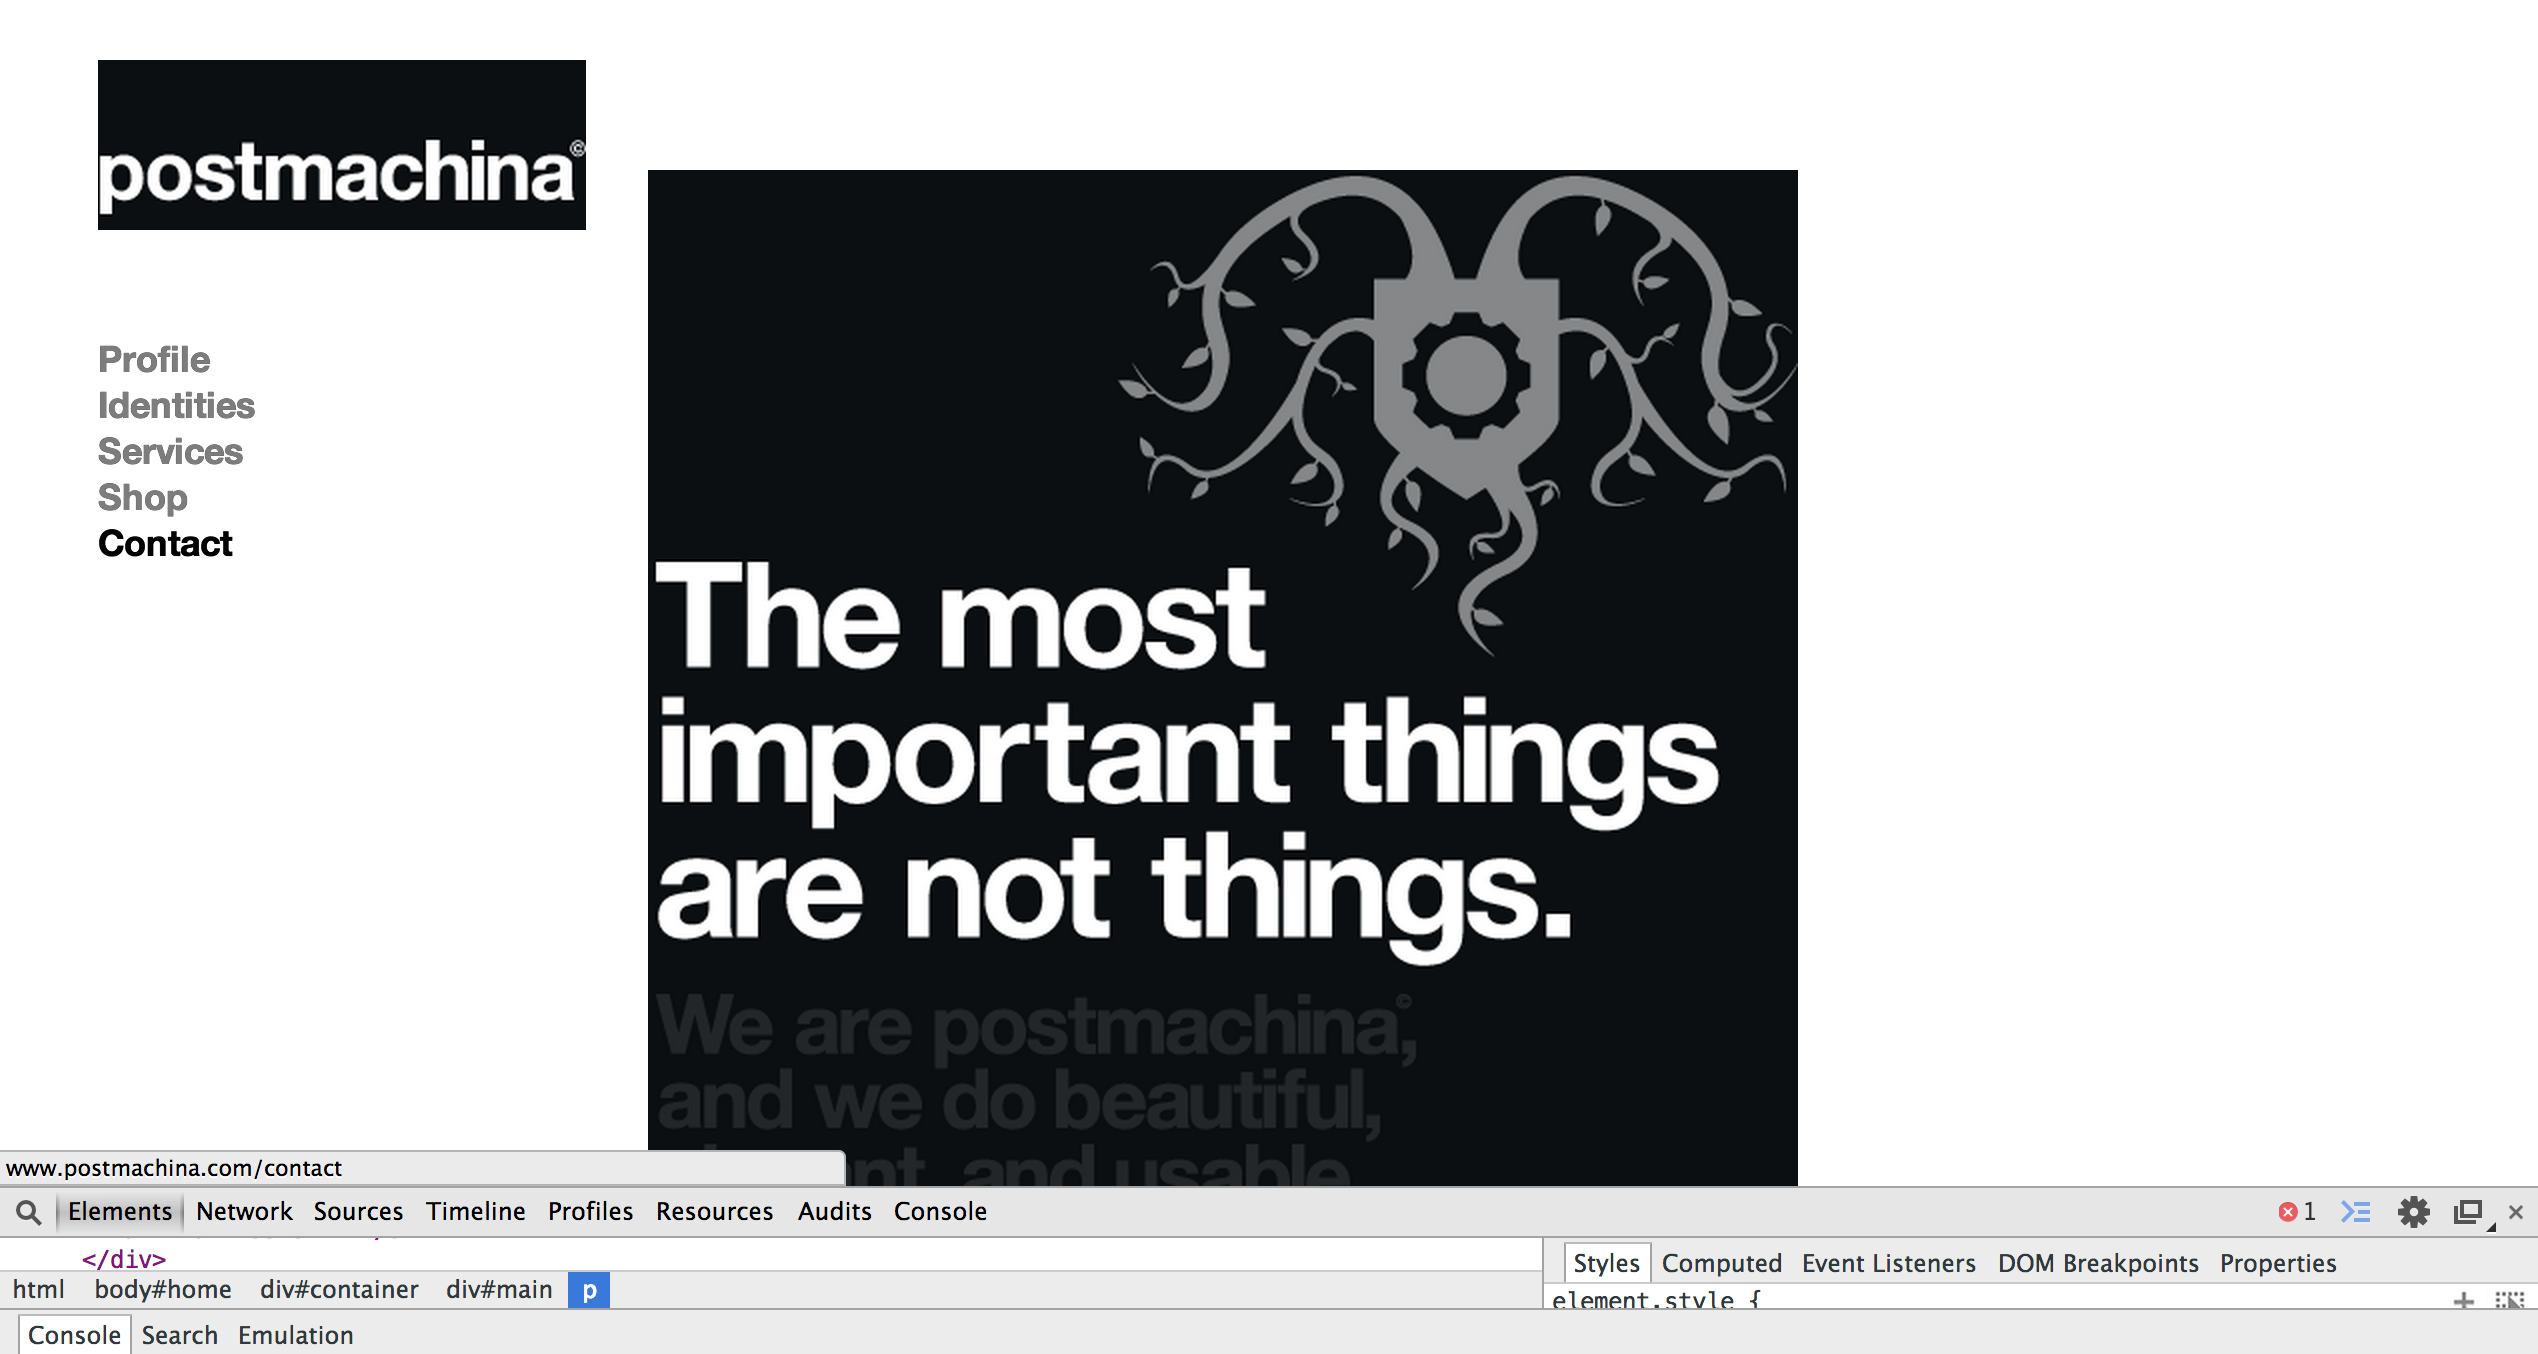 postmachina©
Profile
Identities
Services
Shop
Contact
The most
important things
are not things.
We are postmachina©,
and we do beautiful,
and usable
www.postmachina.com/contact
Elements Network Sources Timeline Profiles Resources Audits Console 1
</div>
html body#home div#container div#main p
Styles Computed Event Listeners DOM Breakpoints Properties
element.style {
Console Search Emulation